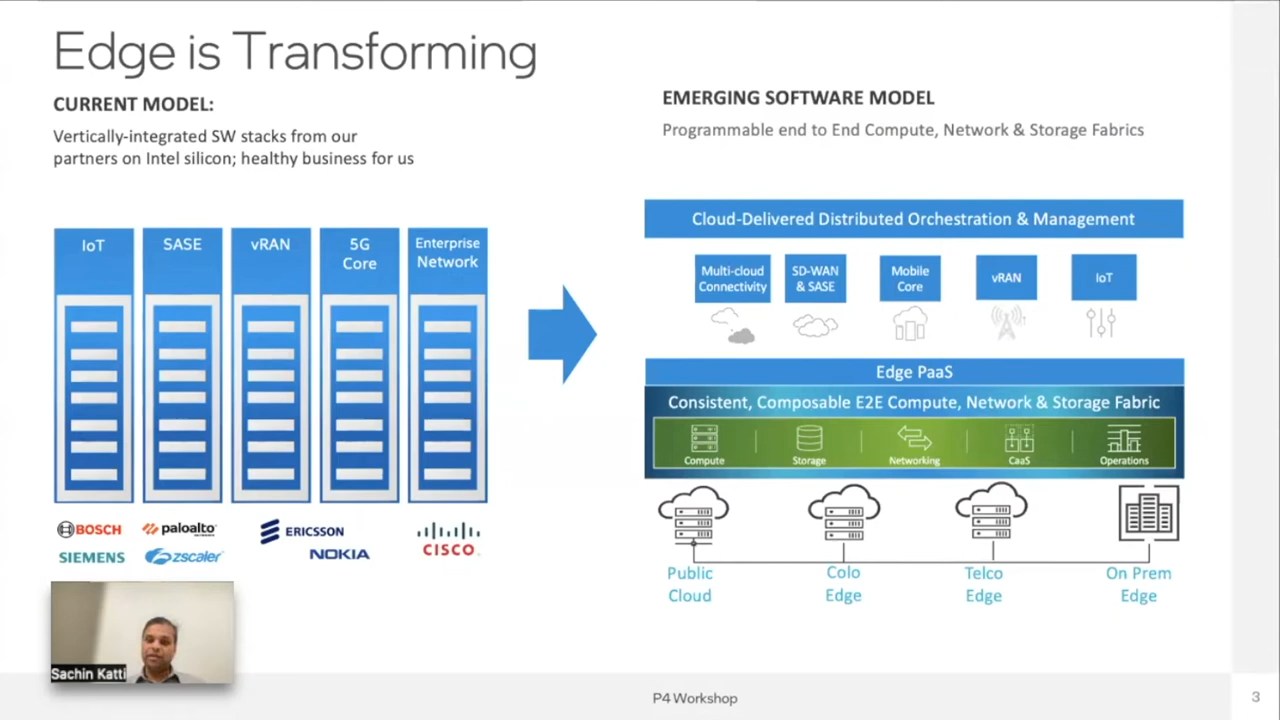 Edge is Transforming
CURRENT MODEL:
Vertically-integrated SW stacks from our
partners on Intel silicon; healthy business for us
IoT
SASE
vRAN
5G
Core
Enterprise
Network
BOSCH
paloalto
ERICSSON
CISCO
SIEMENS
zscaler
NOKIA
EMERGING SOFTWARE MODEL
Programmable end to End Compute, Network & Storage Fabrics
Cloud-Delivered Distributed Orchestration & Management
Multi-cloud
Connectivity
SD-WAN
& SASE
Mobile
Core
vRAN
IoT
Edge PaaS
Consistent, Composable E2E Compute, Network & Storage Fabric
Compute
Storage
Networking
CaaS
Operations
Public
Cloud
Colo
Edge
Telco
Edge
On Prem
Edge
Sachin Katti
P4 Workshop
3